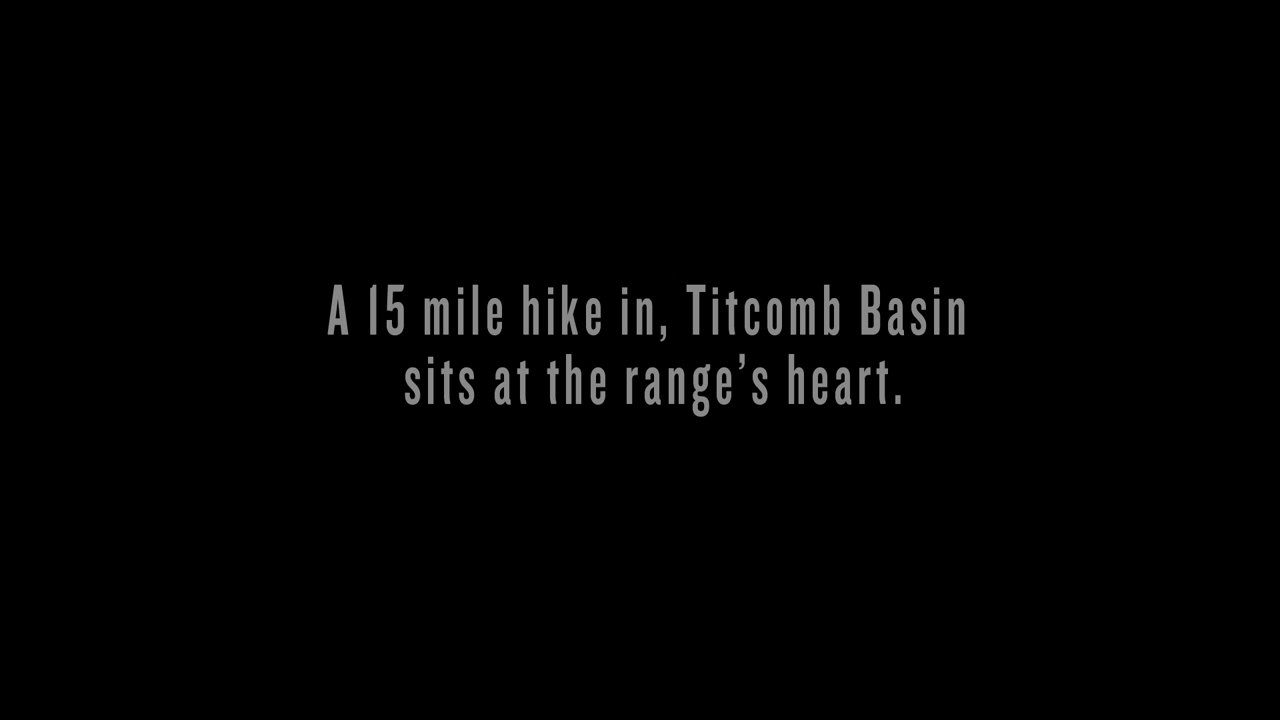 A 15 mile hike in, Titcomb Basin
sits at the range’s heart.